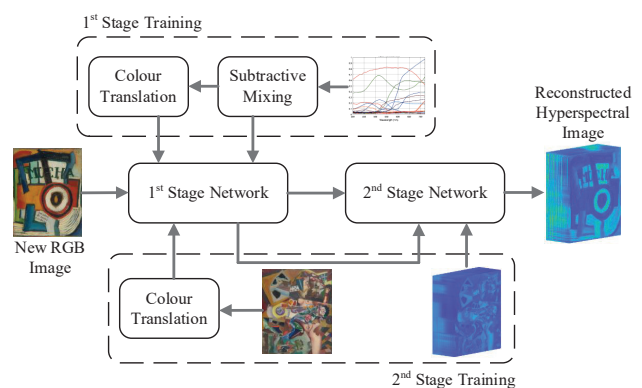 1st Stage Training
Colour
Translation
Subtractive
Mixing
Reconstructed
Hyperspectral
Image
1st Stage Network
2nd Stage Network
New RGB
Image
Colour
Translation
2nd Stage Training